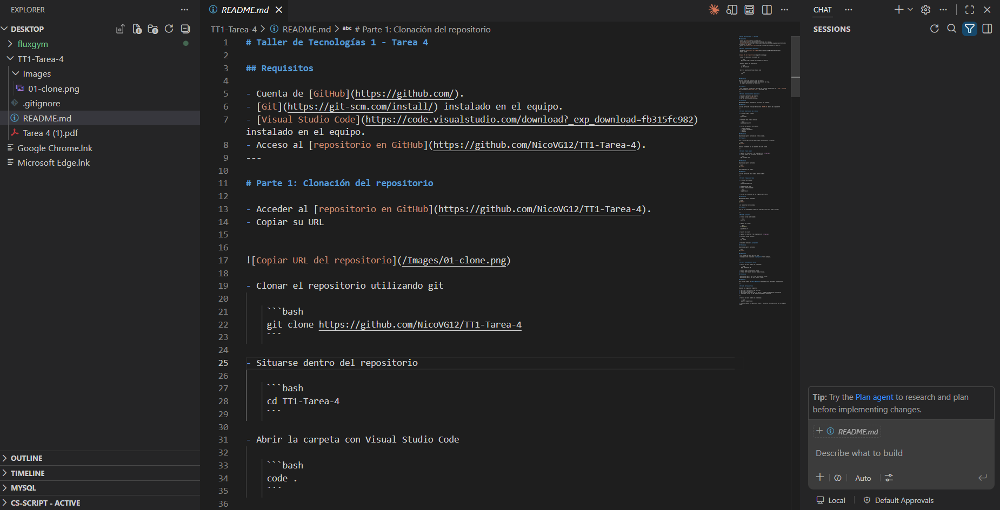 EXPLORER
DESKTOP
fluxgym
TT1-Tarea-4
Images
01-clone.png
.gitignore
README.md
Tarea 4 (1).pdf
Google Chrome.lnk
Microsoft Edge.lnk
OUTLINE
TIMELINE
MYSQL
CS-SCRIPT - ACTIVE
README.md
TT1-Tarea-4 > README.md > abc # Parte 1: Clonación del repositorio
1 # Taller de Tecnologías 1 - Tarea 4
2
3 ## Requisitos
4
5 - Cuenta de [GitHub](https://github.com/).
6 - [Git](https://git-scm.com/install/) instalado en el equipo.
7 - [Visual Studio Code](https://code.visualstudio.com/download?_exp_download=fb315fc982)
instalado en el equipo.
8 - Acceso al [repositorio en GitHub](https://github.com/NicoVG12/TT1-Tarea-4).
9 ---
10
11 # Parte 1: Clonación del repositorio
12
13 - Acceder al [repositorio en GitHub](https://github.com/NicoVG12/TT1-Tarea-4).
14 - Copiar su URL
15
16
17 ![Copiar URL del repositorio](/Images/01-clone.png)
18
19 - Clonar el repositorio utilizando git
20
21 ```bash
22 git clone https://github.com/NicoVG12/TT1-Tarea-4
23 ```
24
25 - Situarse dentro del repositorio
26
27 ```bash
28 cd TT1-Tarea-4
29 ```
30
31 - Abrir la carpeta con Visual Studio Code
32
33 ```bash
34 code .
35 ```
36
CHAT
SESSIONS
Tip: Try the Plan agent to research and plan
before implementing changes.
README.md
Describe what to build
Auto
Local
Default Approvals